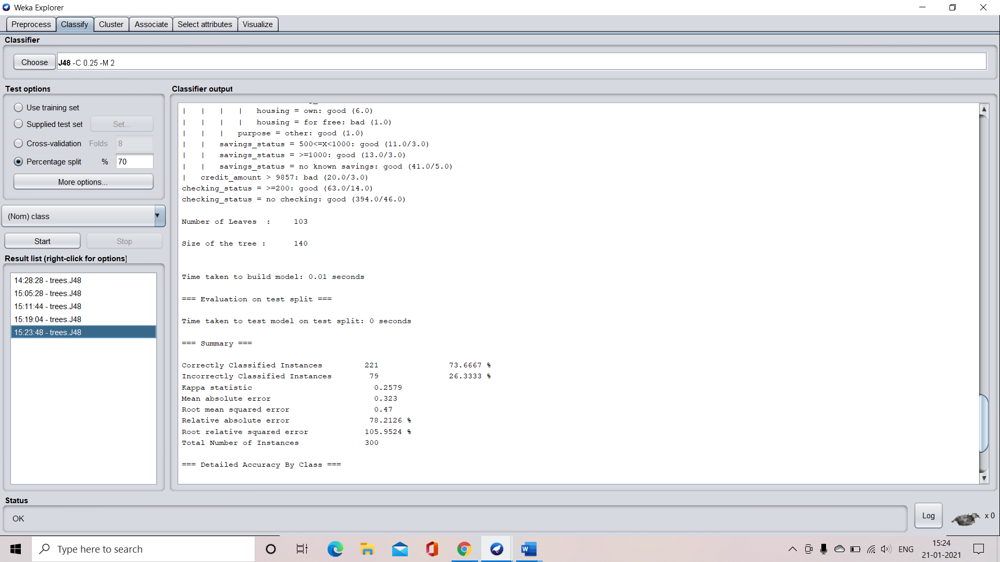 Weka Explorer
Preprocess Classify Cluster Associate Select attributes Visualize
Classifier
Choose J48 -C 0.25 -M 2
Test options
Use training set
Supplied test set Set...
Cross-validation Folds 8
Percentage split % 70
More options...
(Nom) class
Start Stop
Result list (right-click for options)
14:28:28 - trees.J48
15:05:28 - trees.J48
15:11:44 - trees.J48
15:19:04 - trees.J48
15:23:48 - trees.J48
Classifier output
| | | | housing = own: good (6.0)
| | | | housing = for free: bad (1.0)
| | | purpose = other: good (1.0)
| | savings_status = 500<=X<1000: good (11.0/3.0)
| | savings_status = >=1000: good (13.0/3.0)
| | savings_status = no known savings: good (41.0/5.0)
| credit_amount > 9857: bad (20.0/3.0)
checking_status = >=200: good (63.0/14.0)
checking_status = no checking: good (394.0/46.0)
Number of Leaves : 103
Size of the tree : 140
Time taken to build model: 0.01 seconds
=== Evaluation on test split ===
Time taken to test model on test split: 0 seconds
=== Summary ===
Correctly Classified Instances 221 73.6667 %
Incorrectly Classified Instances 79 26.3333 %
Kappa statistic 0.2579
Mean absolute error 0.323
Root mean squared error 0.47
Relative absolute error 78.2126 %
Root relative squared error 105.9524 %
Total Number of Instances 300
=== Detailed Accuracy By Class ===
Status
OK
Log
x 0
Type here to search
ENG
15:24
21-01-2021